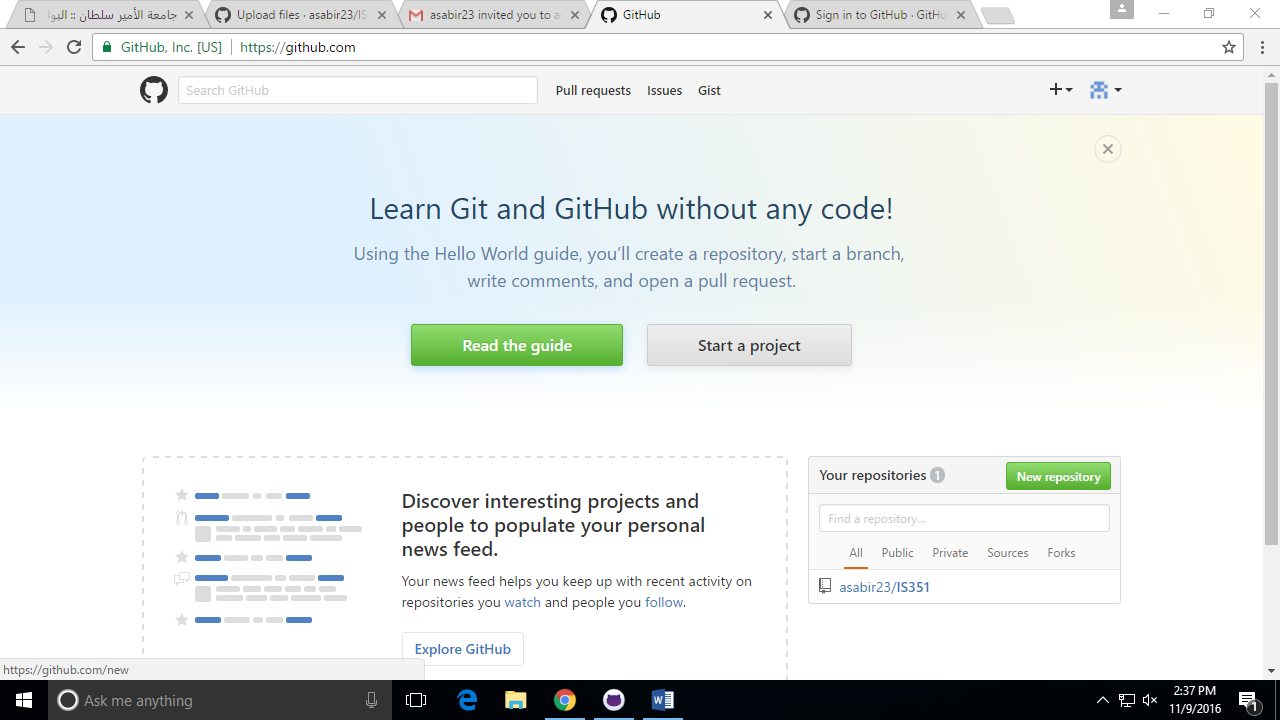 جامعة الأمير سلطان :: البوا
Upload files · asabir23/IS
asabir23 invited you to as
GitHub
Sign in to GitHub · GitHu
GitHub, Inc. [US]
https://github.com
Search GitHub
Pull requests
Issues
Gist
Learn Git and GitHub without any code!
Using the Hello World guide, you’ll create a repository, start a branch,
write comments, and open a pull request.
Read the guide
Start a project
Discover interesting projects and
people to populate your personal
news feed.
Your news feed helps you keep up with recent activity on
repositories you watch and people you follow.
Explore GitHub
Your repositories 1
New repository
Find a repository...
All
Public
Private
Sources
Forks
asabir23/IS351
https://github.com/new
Ask me anything
2:37 PM
11/9/2016
1